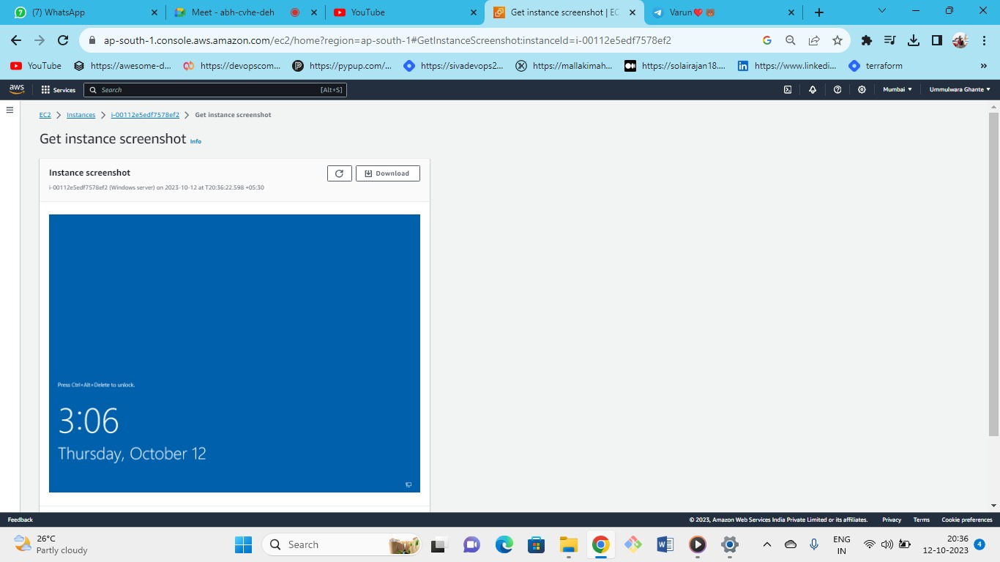 (7) WhatsApp
Meet - abh-cvhe-deh
YouTube
Get instance screenshot | EC
Varun❤️ 🐻
ap-south-1.console.aws.amazon.com/ec2/home?region=ap-south-1#GetInstanceScreenshot:instanceId=i-00112e5edf7578ef2
YouTube
https://awesome-d...
https://devopscom...
https://pypup.com/...
https://sivadevops2...
https://mallakimah...
https://solairajan18....
https://www.linkedi...
terraform
»
aws
Services
Search
[Alt+S]
Mumbai
Ummulwara Ghante
EC2 > Instances > i-00112e5edf7578ef2 > Get instance screenshot
Get instance screenshot Info
Instance screenshot
Download
i-00112e5edf7578ef2 (Windows server) on 2023-10-12 at T20:36:22.598 +05:30
Press Ctrl+Alt+Delete to unlock.
3:06
Thursday, October 12
Feedback
© 2023, Amazon Web Services India Private Limited or its affiliates.
Privacy
Terms
Cookie preferences
26°C
Partly cloudy
Search
ENG
IN
20:36
12-10-2023
4